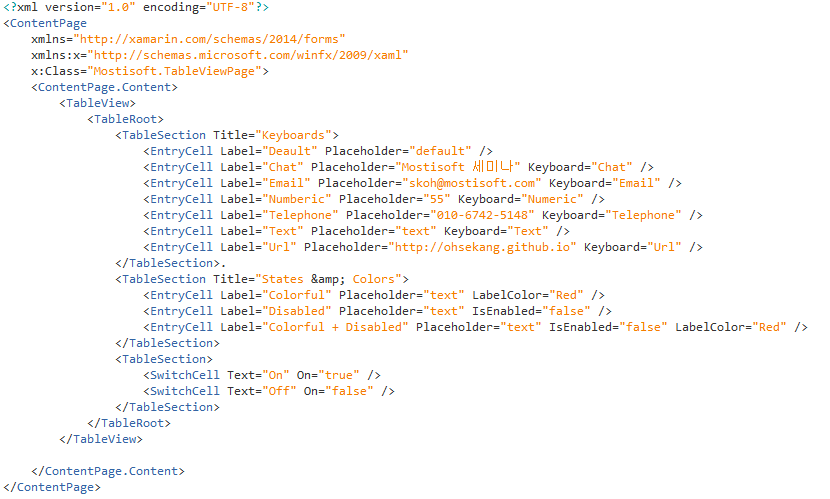 <?xml version="1.0" encoding="UTF-8"?>
<ContentPage
xmlns="http://xamarin.com/schemas/2014/forms"
xmlns:x="http://schemas.microsoft.com/winfx/2009/xaml"
x:Class="Mostisoft.TableViewPage">
<ContentPage.Content>
<TableView>
<TableRoot>
<TableSection Title="Keyboards">
<EntryCell Label="Deault" Placeholder="default" />
<EntryCell Label="Chat" Placeholder="Mostisoft 세미나" Keyboard="Chat" />
<EntryCell Label="Email" Placeholder="skoh@mostisoft.com" Keyboard="Email" />
<EntryCell Label="Numberic" Placeholder="55" Keyboard="Numeric" />
<EntryCell Label="Telephone" Placeholder="010-6742-5148" Keyboard="Telephone" />
<EntryCell Label="Text" Placeholder="text" Keyboard="Text" />
<EntryCell Label="Url" Placeholder="http://ohsekang.github.io" Keyboard="Url" />
</TableSection>.
<TableSection Title="States &amp; Colors">
<EntryCell Label="Colorful" Placeholder="text" LabelColor="Red" />
<EntryCell Label="Disabled" Placeholder="text" IsEnabled="false" />
<EntryCell Label="Colorful + Disabled" Placeholder="text" IsEnabled="false" LabelColor="Red" />
</TableSection>
<TableSection>
<SwitchCell Text="On" On="true" />
<SwitchCell Text="Off" On="false" />
</TableSection>
</TableRoot>
</TableView>
</ContentPage.Content>
</ContentPage>